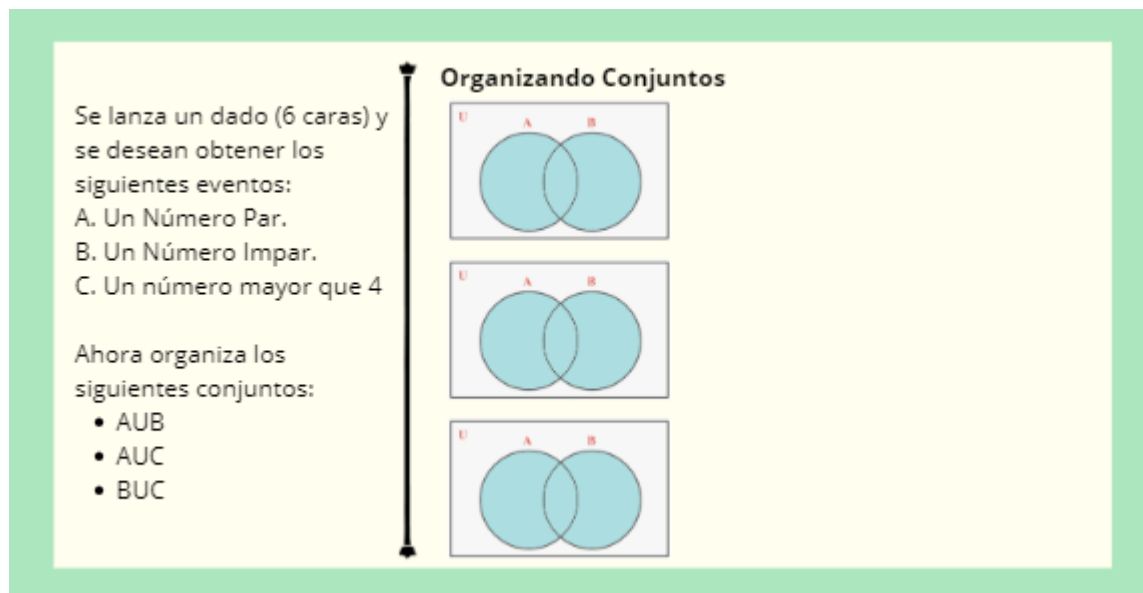 Se lanza un dado (6 caras) y
se desean obtener los
siguientes eventos:
A. Un Número Par.
B. Un Número Impar.
C. Un número mayor que 4
Ahora organiza los
siguientes conjuntos:
• AUB
• AUC
• BUC
Organizando Conjuntos
U A B
U A B
U A B